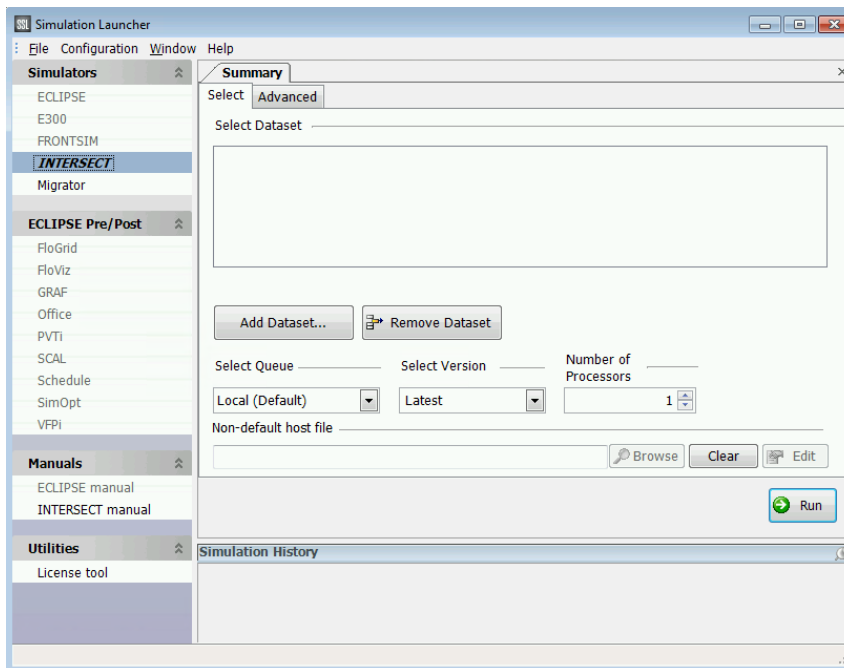 SSL Simulation Launcher
File Configuration Window Help
Simulators
ECLIPSE
E300
FRONTSIM
INTERSECT
Migrator
ECLIPSE Pre/Post
FloGrid
FloViz
GRAF
Office
PVTi
SCAL
Schedule
SimOpt
VFPi
Manuals
ECLIPSE manual
INTERSECT manual
Utilities
License tool
Summary
Select Advanced
Select Dataset
Add Dataset... Remove Dataset
Select Queue Select Version Number of
Processors
Local (Default) Latest 1
Non-default host file
Browse Clear Edit
Run
Simulation History